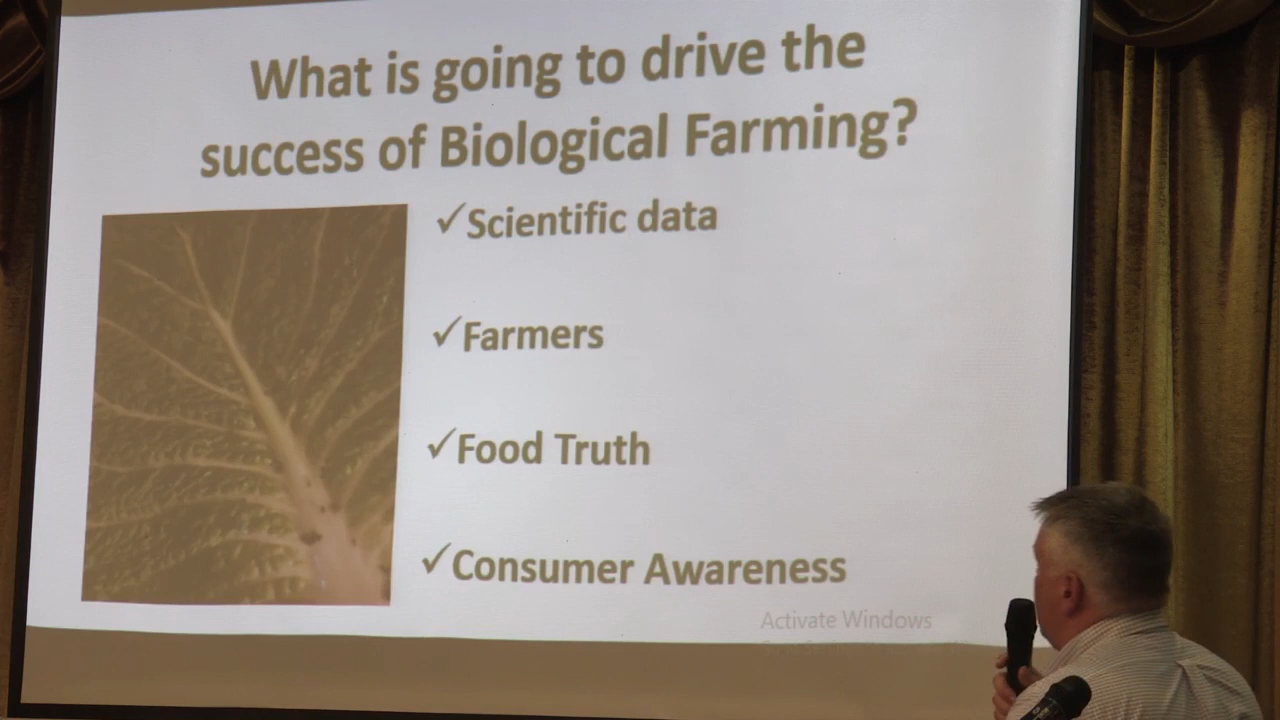 What is going to drive the
success of Biological Farming?
✓Scientific data
✓Farmers
✓Food Truth
✓Consumer Awareness
Activate Windows